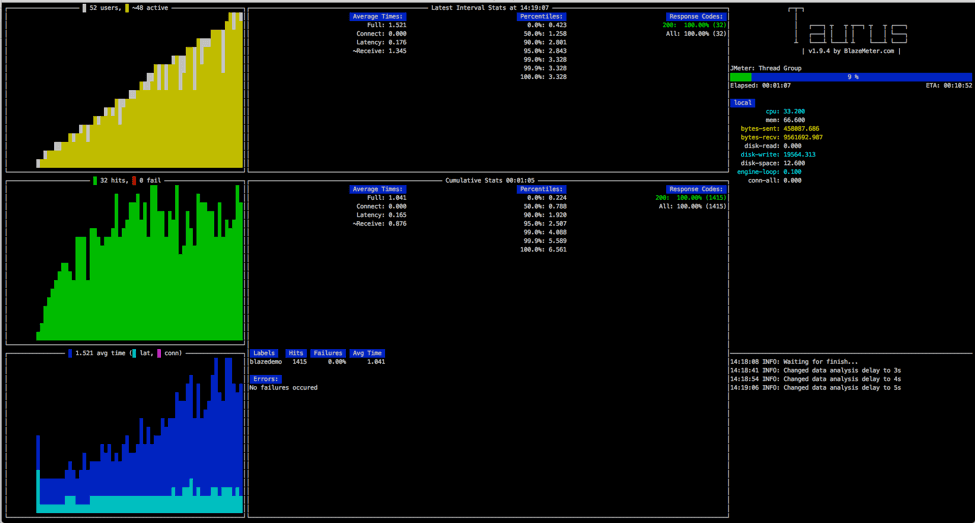 52 users, ~48 active
Latest Interval Stats at 14:19:07
Average Times: Percentiles: Response Codes:
Full: 1.521 0.0%: 0.423 200: 100.00% (32)
Connect: 0.000 50.0%: 1.258 All: 100.00% (32)
Latency: 0.176 90.0%: 2.801
~Receive: 1.345 95.0%: 2.843
99.0%: 3.328
99.9%: 3.328
100.0%: 3.328
Taurus
| v1.9.4 by BlazeMeter.com |
JMeter: Thread Group
9 %
Elapsed: 00:01:07 ETA: 00:10:52
local
cpu: 33.200
mem: 66.600
bytes-sent: 438087.686
bytes-recv: 9561692.987
disk-read: 0.000
disk-write: 19564.313
disk-space: 12.600
engine-loop: 0.100
conn-all: 0.000
32 hits, 0 fail
Cumulative Stats 00:01:05
Average Times: Percentiles: Response Codes:
Full: 1.041 0.0%: 0.224 200: 100.00% (1415)
Connect: 0.000 50.0%: 0.788 All: 100.00% (1415)
Latency: 0.165 90.0%: 1.920
~Receive: 0.876 95.0%: 2.507
99.0%: 4.088
99.9%: 5.589
100.0%: 6.561
1.521 avg time ( lat, conn)
Labels Hits Failures Avg Time
blazedemo 1415 0.00% 1.041
Errors:
No failures occured
14:18:08 INFO: Waiting for finish...
14:18:41 INFO: Changed data analysis delay to 3s
14:18:54 INFO: Changed data analysis delay to 4s
14:19:06 INFO: Changed data analysis delay to 5s